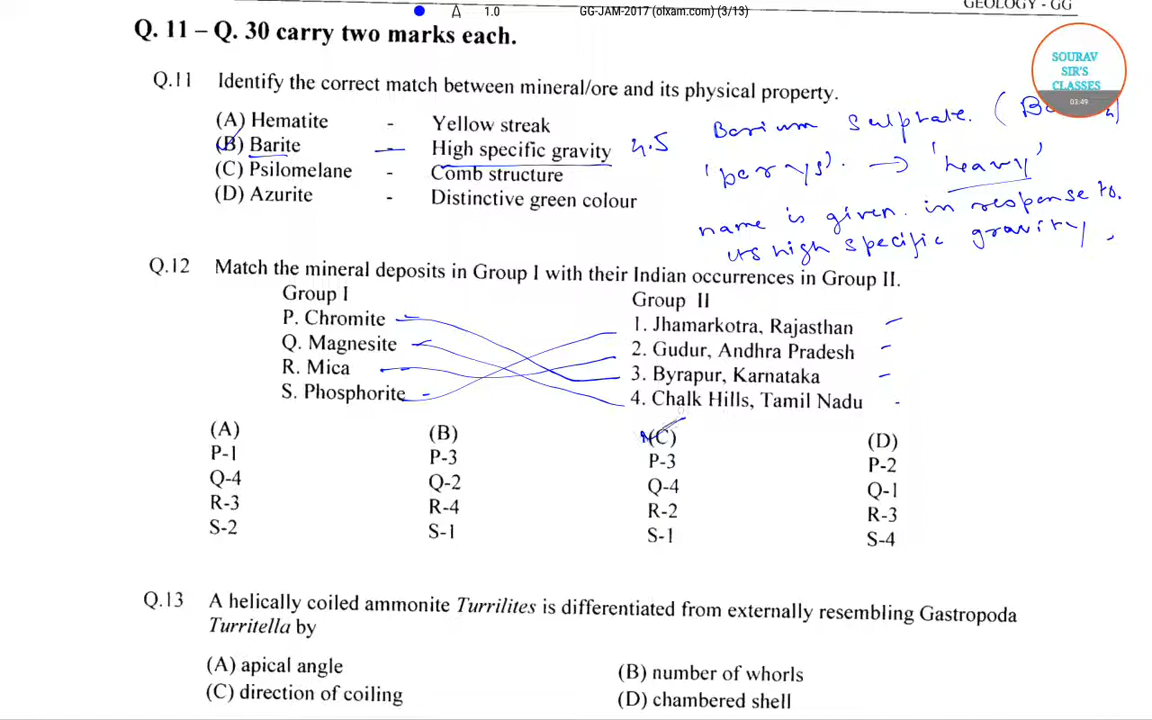 GEOLOGY - GG
1.0 GG-JAM-2017 (olxam.com) (3/13)
Q. 11 – Q. 30 carry two marks each.
SOURAV
SIR'S
CLASSES
03:49
Q.11 Identify the correct match between mineral/ore and its physical property.
(A) Hematite - Yellow streak
(B) Barite - High specific gravity 4.5
(C) Psilomelane - Comb structure
(D) Azurite - Distinctive green colour
Barium Sulphate. (
'berys'. → 'heavy'
name is given in response to
its high specific gravity.
Q.12 Match the mineral deposits in Group I with their Indian occurrences in Group II.
Group I Group II
P. Chromite 1. Jhamarkotra, Rajasthan
Q. Magnesite 2. Gudur, Andhra Pradesh
R. Mica 3. Byrapur, Karnataka
S. Phosphorite 4. Chalk Hills, Tamil Nadu
(A) (B) (C) (D)
P-1 P-3 P-3 P-2
Q-4 Q-2 Q-4 Q-1
R-3 R-4 R-2 R-3
S-2 S-1 S-1 S-4
Q.13 A helically coiled ammonite Turrilites is differentiated from externally resembling Gastropoda
Turritella by
(A) apical angle (B) number of whorls
(C) direction of coiling (D) chambered shell